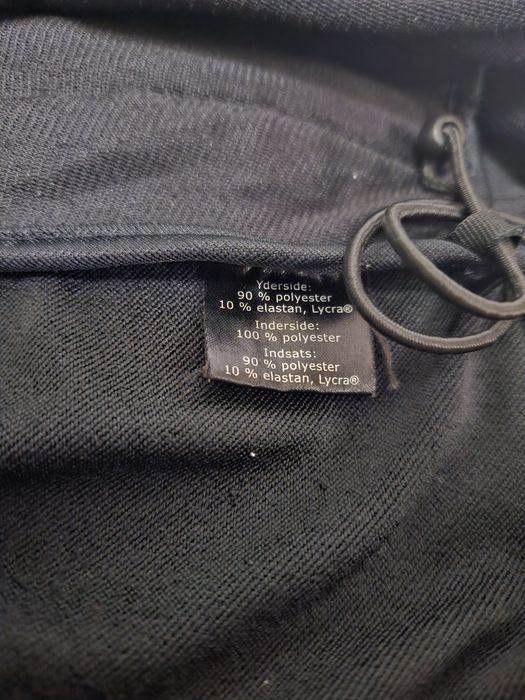 Yderside:
90 % polyester
10 % elastan, Lycra®
Inderside:
100 % polyester
Indsats:
90 % polyester
10 % elastan, Lycra®